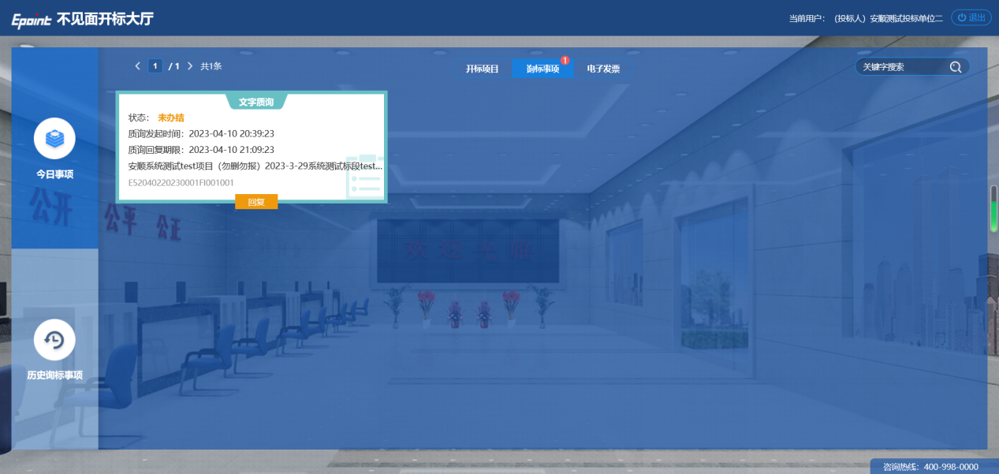 Epoint 不见面开标大厅
当前用户：（投标人）安顺测试投标单位二
退出
1 / 1 共1条
开标项目
询标事项
1
电子发票
关键字搜索
文字质询
状态：未办结
质询发起时间：2023-04-10 20:39:23
质询回复期限：2023-04-10 21:09:23
安顺系统测试test项目（勿删勿报）2023-3-29系统测试标段test...
E52040220230001FI001001
回复
今日事项
公开 公平 公正
欢迎光临
历史询标事项
咨询热线：400-998-0000